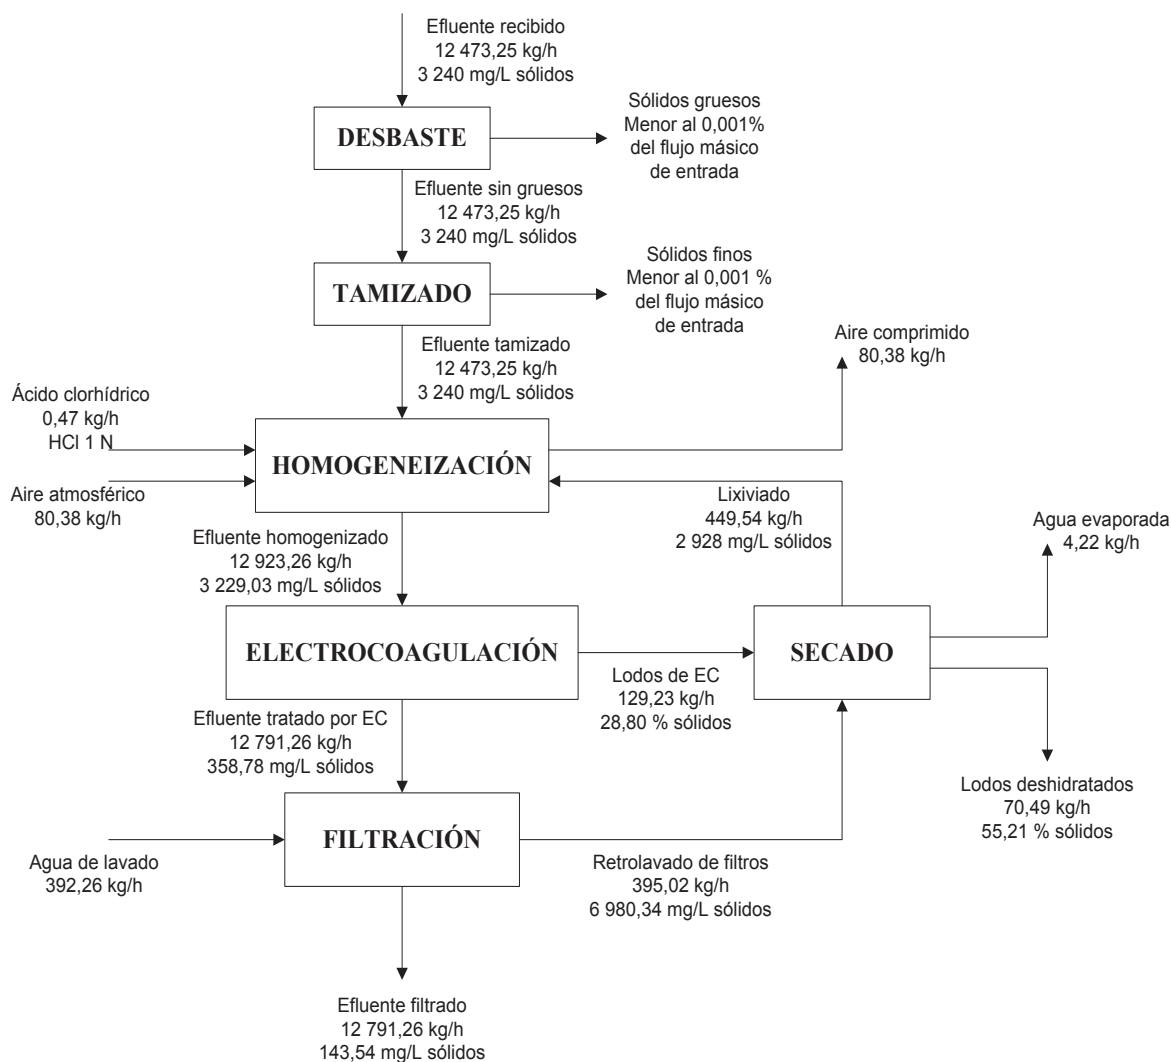 Efluente recibido
12 473,25 kg/h
3 240 mg/L sólidos
DESBASTE
Sólidos gruesos
Menor al 0,001%
del flujo másico
de entrada
Efluente sin gruesos
12 473,25 kg/h
3 240 mg/L sólidos
TAMIZADO
Sólidos finos
Menor al 0,001 %
del flujo másico
de entrada
Efluente tamizado
12 473,25 kg/h
3 240 mg/L sólidos
Aire comprimido
80,38 kg/h
Ácido clorhídrico
0,47 kg/h
HCl 1 N
HOMOGENEIZACIÓN
Aire atmosférico
80,38 kg/h
Lixiviado
449,54 kg/h
2 928 mg/L sólidos
Agua evaporada
4,22 kg/h
Efluente homogenizado
12 923,26 kg/h
3 229,03 mg/L sólidos
ELECTROCOAGULACIÓN
SECADO
Lodos de EC
129,23 kg/h
28,80 % sólidos
Efluente tratado por EC
12 791,26 kg/h
358,78 mg/L sólidos
Lodos deshidratados
70,49 kg/h
55,21 % sólidos
FILTRACIÓN
Agua de lavado
392,26 kg/h
Retrolavado de filtros
395,02 kg/h
6 980,34 mg/L sólidos
Efluente filtrado
12 791,26 kg/h
143,54 mg/L sólidos